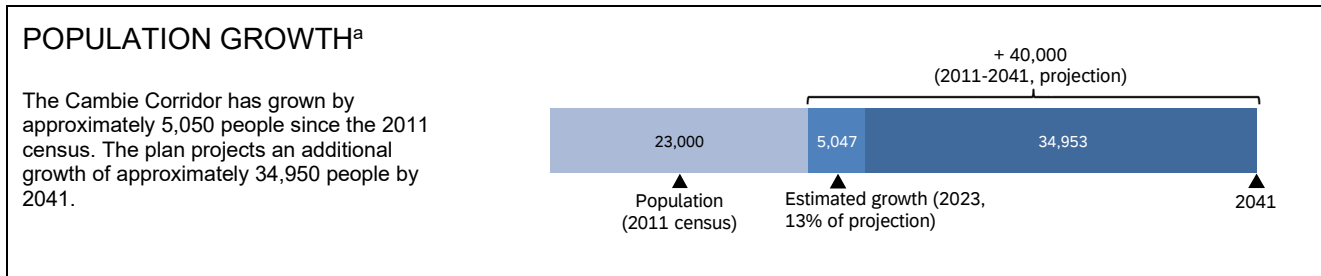 POPULATION GROWTHᵃ
The Cambie Corridor has grown by
approximately 5,050 people since the 2011
census. The plan projects an additional
growth of approximately 34,950 people by
2041.
+ 40,000
(2011-2041, projection)
23,000
5,047
34,953
Population
(2011 census)
Estimated growth (2023,
13% of projection)
2041